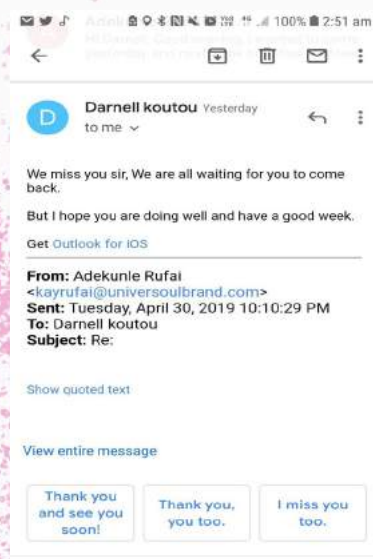 100% 2:51 am
D
Darnell koutou Yesterday
to me
We miss you sir, We are all waiting for you to come
back.
But I hope you are doing well and have a good week.
Get Outlook for iOS
From: Adekunle Rufai
<kayrufai@universoulbrand.com>
Sent: Tuesday, April 30, 2019 10:10:29 PM
To: Darnell koutou
Subject: Re:
Show quoted text
View entire message
Thank you
and see you
soon!
Thank you,
you too.
I miss you
too.